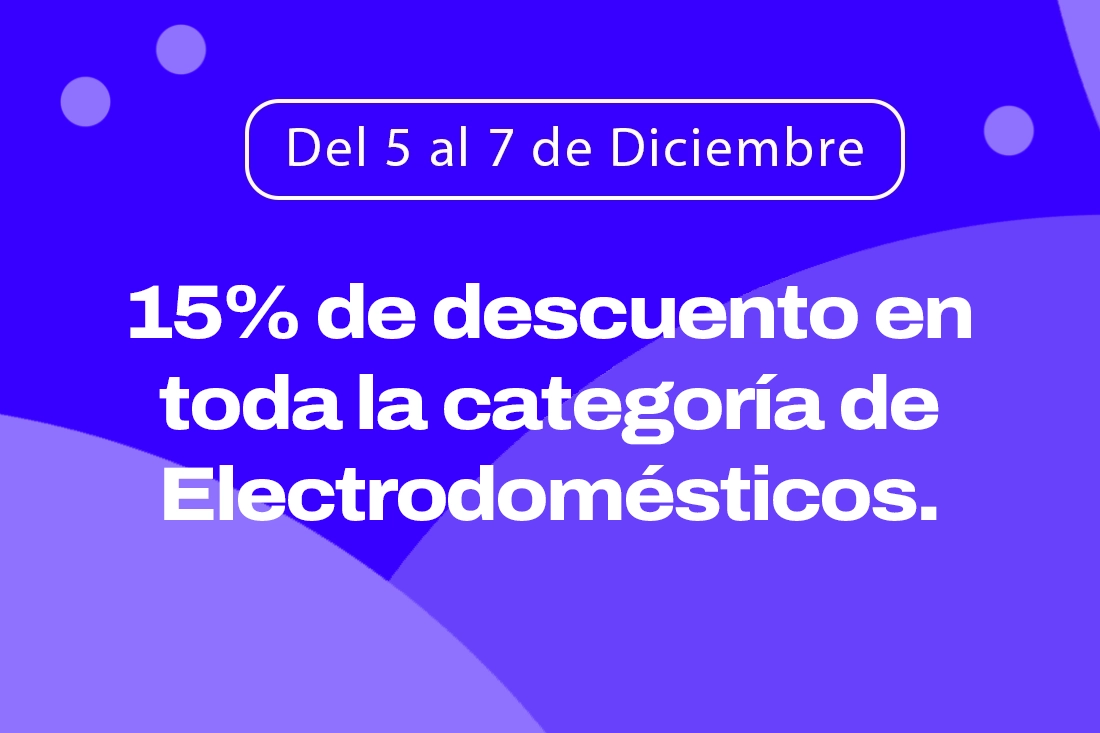 Del 5 al 7 de Diciembre
15% de descuento en
toda la categoría de
Electrodomésticos.